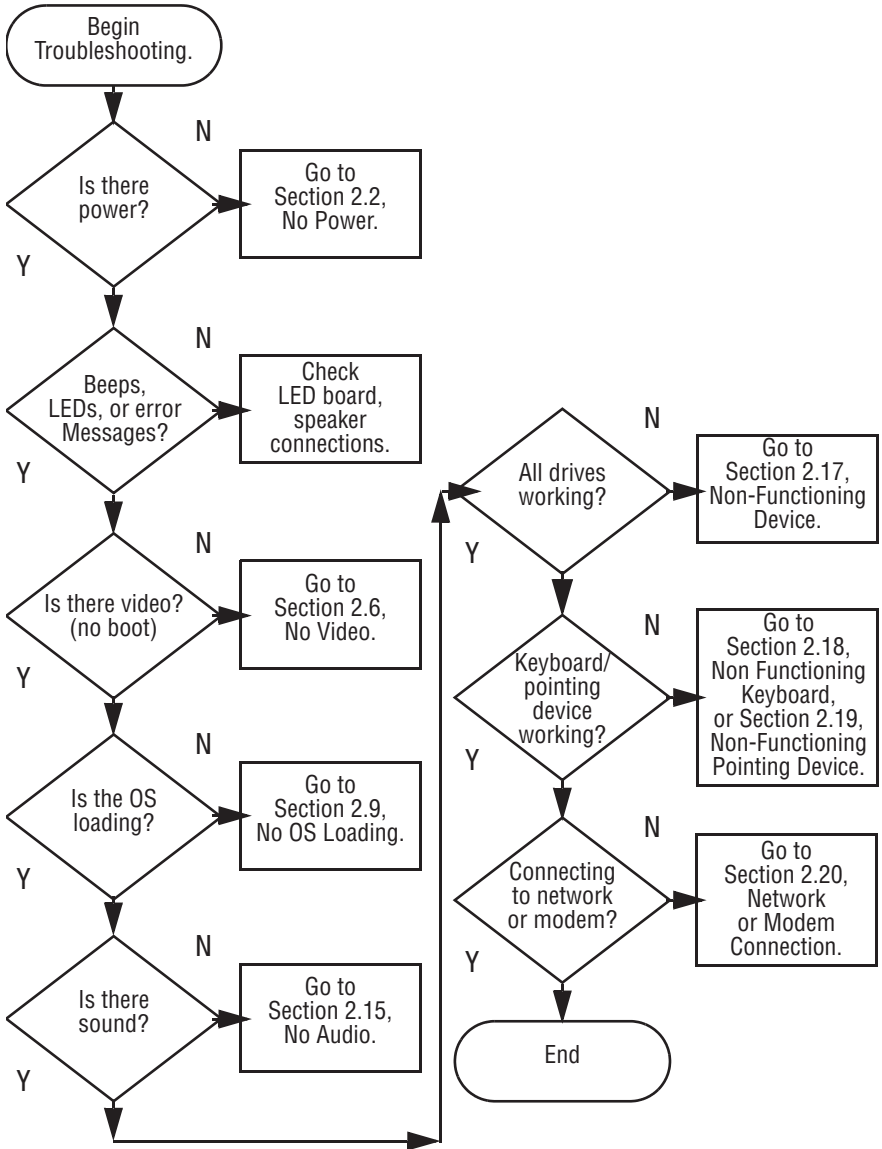 Begin
Troubleshooting.
N
Is there
power?
Go to
Section 2.2,
No Power.
Y
N
Beeps,
LEDs, or error
Messages?
Check
LED board,
speaker
connections.
Y
N
Is there video?
(no boot)
Go to
Section 2.6,
No Video.
Y
N
Is the OS
loading?
Go to
Section 2.9,
No OS Loading.
Y
N
Is there
sound?
Go to
Section 2.15,
No Audio.
Y
N
All drives
working?
Go to
Section 2.17,
Non-Functioning
Device.
Y
N
Keyboard/
pointing
device
working?
Go to
Section 2.18,
Non Functioning
Keyboard,
or Section 2.19,
Non-Functioning
Pointing Device.
Y
N
Connecting
to network
or modem?
Go to
Section 2.20,
Network
or Modem
Connection.
Y
End